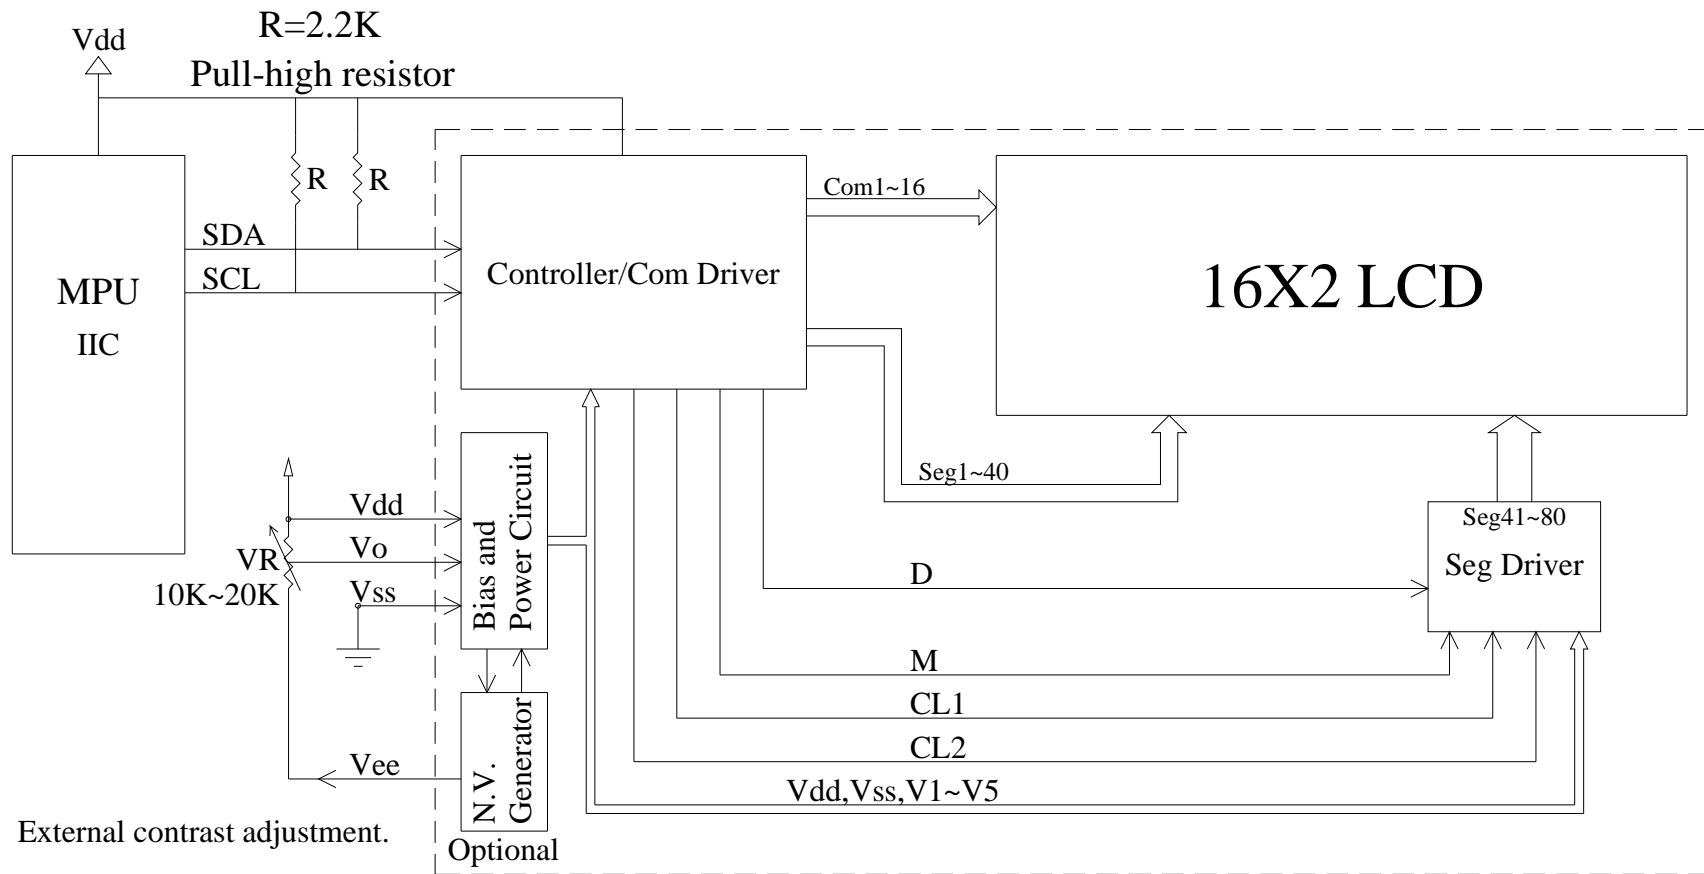 R=2.2K
Vdd
Pull-high resistor
R
R
Com1~16
SDA
SCL
MPU
IIC
Controller/Com Driver
16X2 LCD
Seg1~40
Vdd
Vo
VR
10K~20K
Vss
Bias and
Power Circuit
Seg41~80
Seg Driver
D
M
CL1
CL2
Vee
N.V.
Generator
Vdd,Vss,V1~V5
External contrast adjustment.
Optional